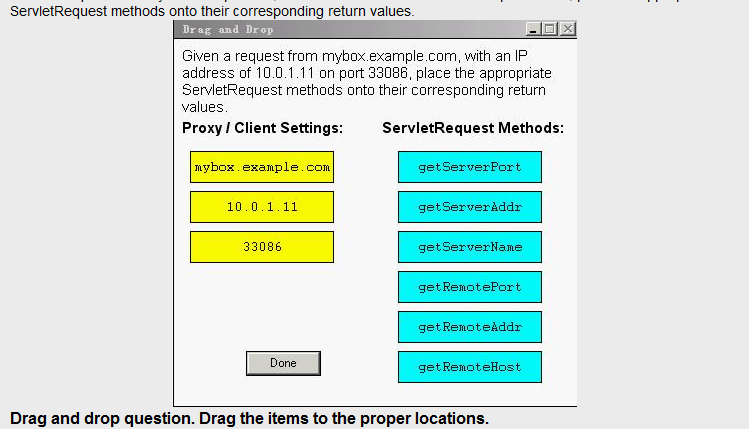 ServletRequest methods onto their corresponding return values.
Drag and Drop
Given a request from mybox.example.com, with an IP
address of 10.0.1.11 on port 33086, place the appropriate
ServletRequest methods onto their corresponding return
values.
Proxy / Client Settings: ServletRequest Methods:
mybox.example.com getServerPort
10.0.1.11 getServerAddr
33086 getServerName
getRemotePort
getRemoteAddr
getRemoteHost
Done
Drag and drop question. Drag the items to the proper locations.